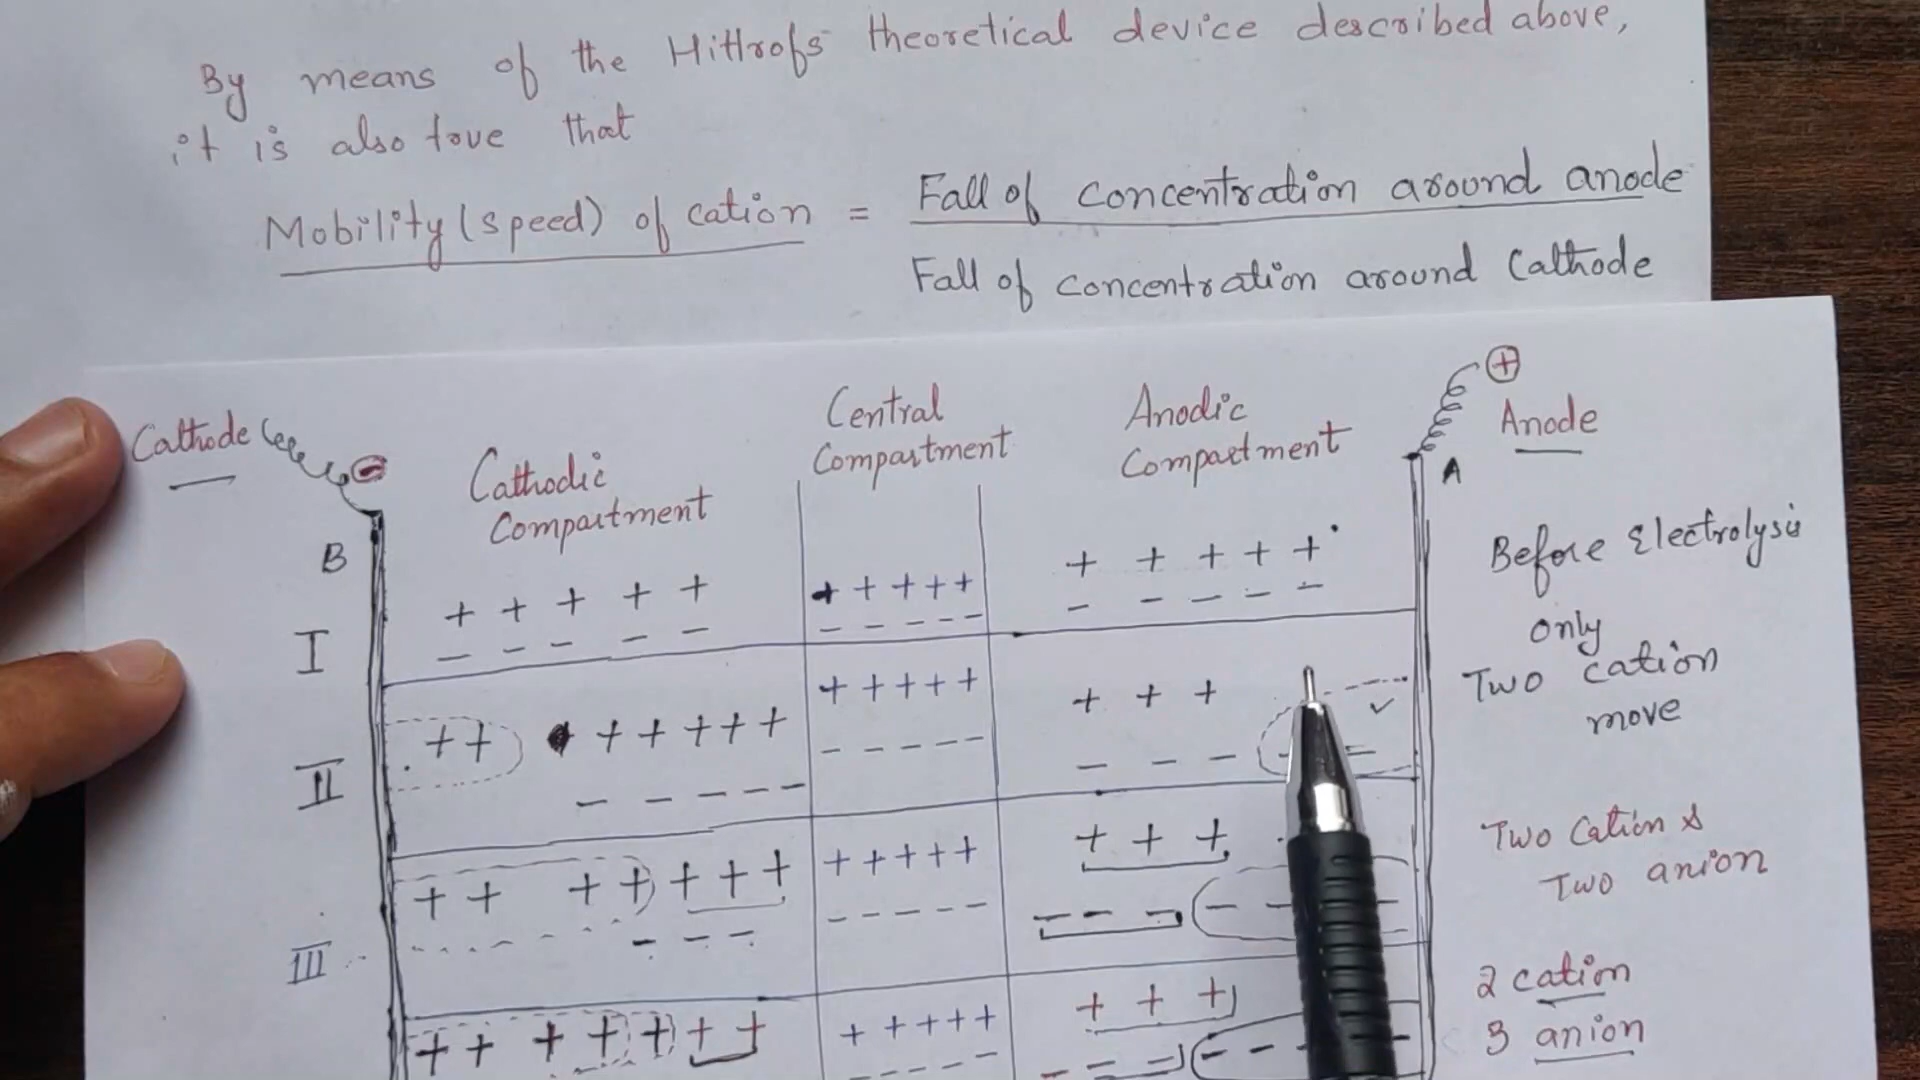 By means of the Hittrofs theoretical device described above,
it is also true that
Mobility (speed) of cation = Fall of concentration around anode
Fall of concentration around Cathode
Cathode
Cathodic
Compartment
Central
Compartment
Anodic
Compartment
+
Anode
A
B
Before Electrolysis
I
+ + + + +
+ + + + +
+ + + + +
- - - - -
- - - - -
- - - - -
only
Two cation
move
II
+ +
+ + + + +
+ + + + +
+ + +
- - - - -
- - - - -
- - -
Two Cation &
Two anion
III
+ + + + + + +
+ + + + +
+ + +
- - -
- - - - -
- - -
2 cation
3 anion
+ + + + + + +
+ + + + +
+ + +